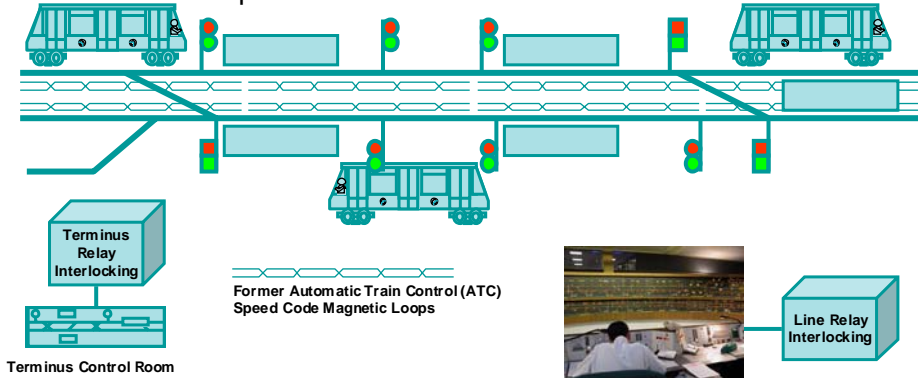 Terminus
Relay
Interlocking
Former Automatic Train Control (ATC)
Speed Code Magnetic Loops
Line Relay
Interlocking
Terminus Control Room